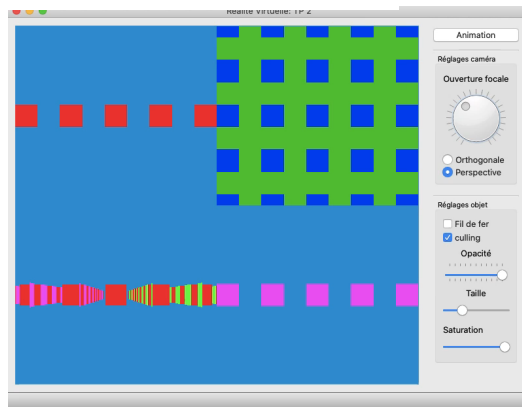 Réalité Virtuelle: TP 2
Animation
Réglages caméra
Ouverture focale
Orthogonale
Perspective
Réglages objet
Fil de fer
culling
Opacité
Taille
Saturation